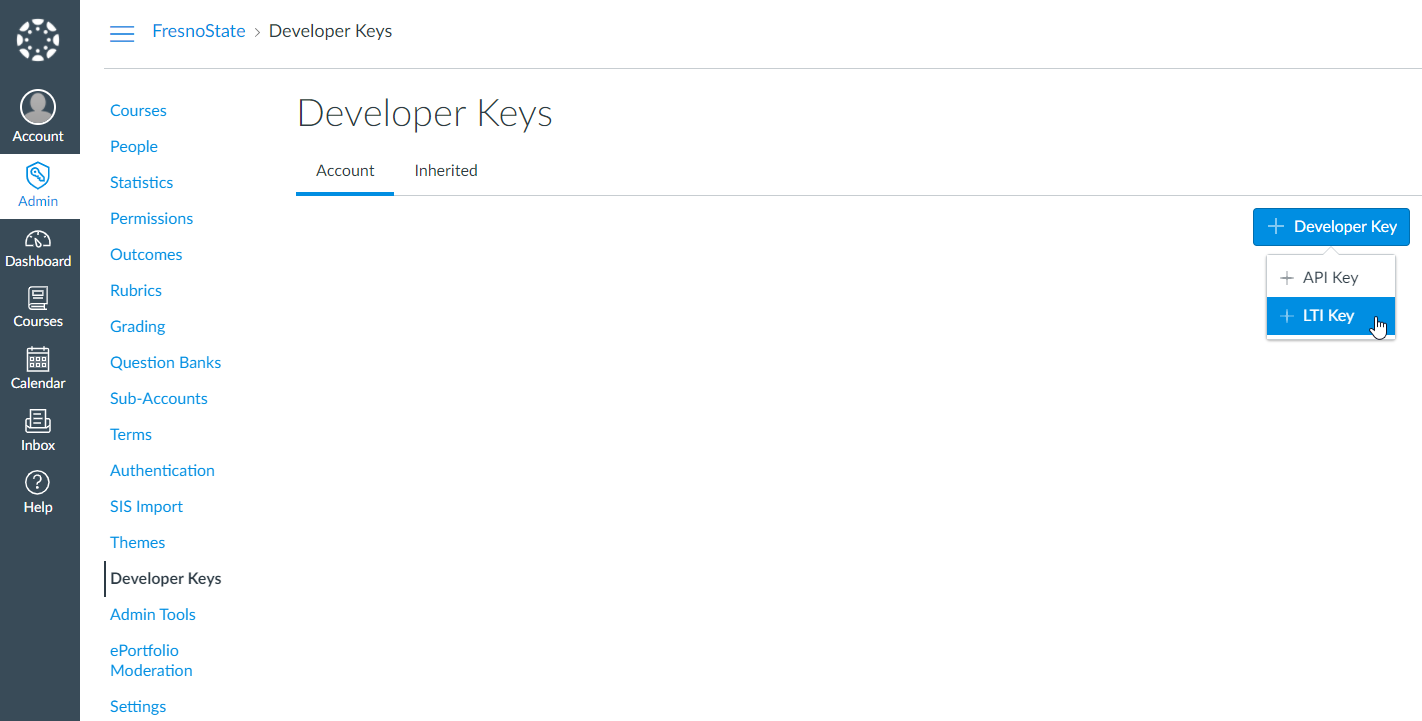 FresnoState › Developer Keys
Account
Admin
Dashboard
Courses
Calendar
Inbox
Help
Courses
People
Statistics
Permissions
Outcomes
Rubrics
Grading
Question Banks
Sub-Accounts
Terms
Authentication
SIS Import
Themes
Developer Keys
Admin Tools
ePortfolio
Moderation
Settings
Developer Keys
Account Inherited
+ Developer Key
+ API Key
+ LTI Key